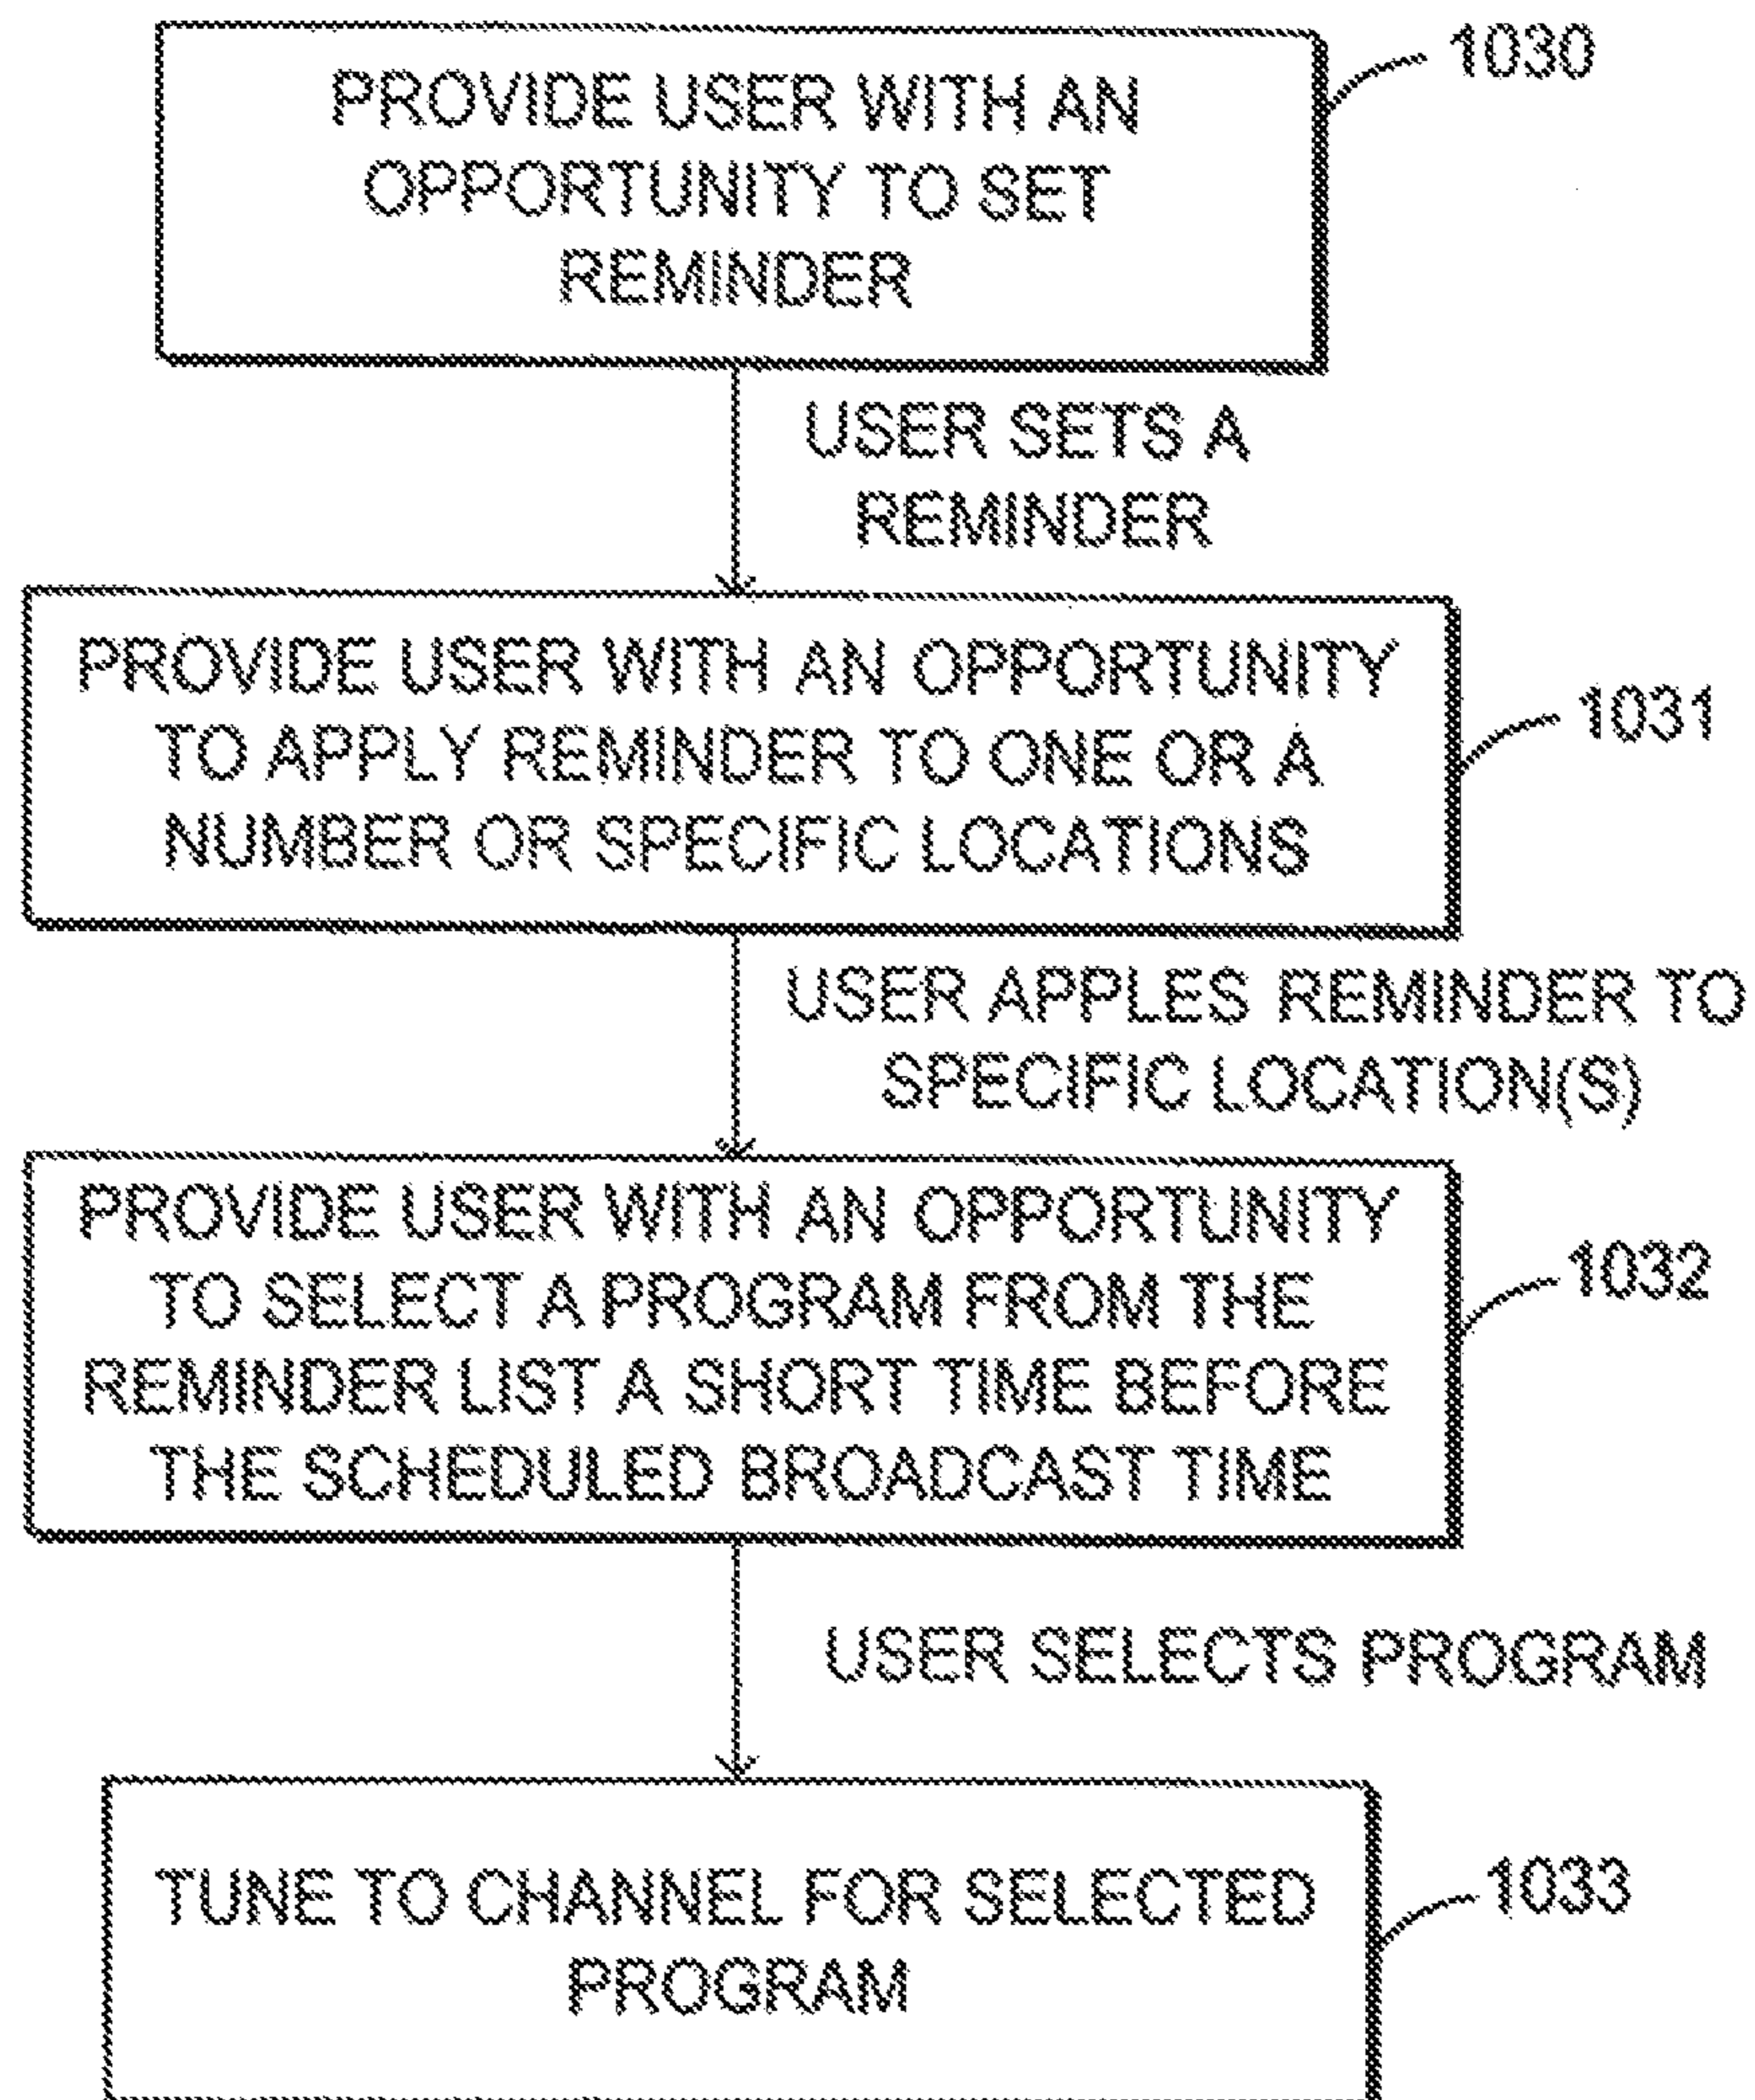 PROVIDE USER WITH AN
OPPORTUNITY TO SET
REMINDER
1030
USER SETS A
REMINDER
PROVIDE USER WITH AN OPPORTUNITY
TO APPLY REMINDER TO ONE OR A
NUMBER OR SPECIFIC LOCATIONS
1031
USER APPLES REMINDER TO
SPECIFIC LOCATION(S)
PROVIDE USER WITH AN OPPORTUNITY
TO SELECT A PROGRAM FROM THE
REMINDER LIST A SHORT TIME BEFORE
THE SCHEDULED BROADCAST TIME
1032
USER SELECTS PROGRAM
TUNE TO CHANNEL FOR SELECTED
PROGRAM
1033